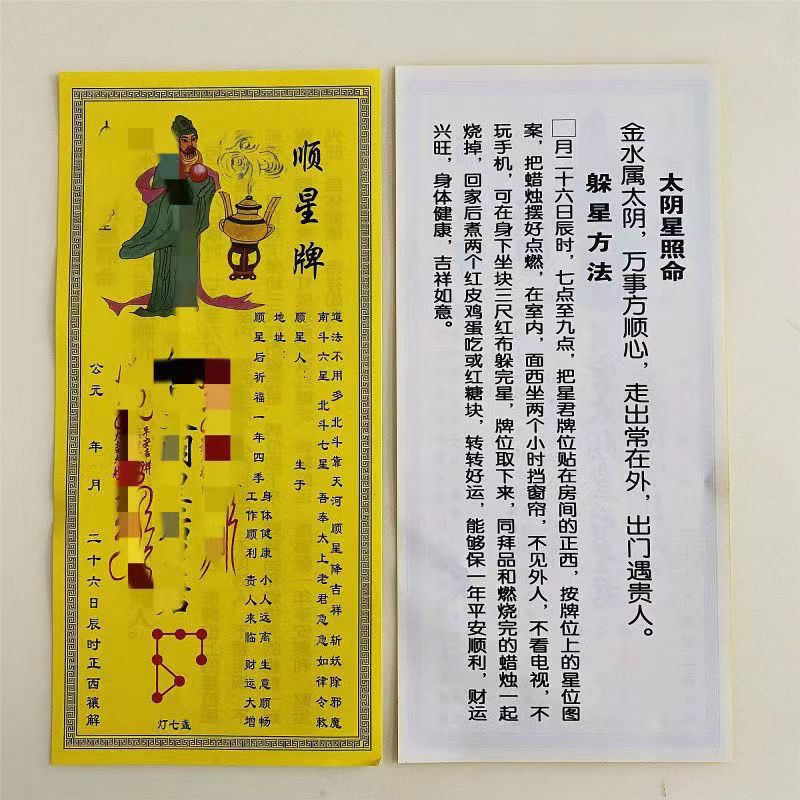 顺星牌
道法不用多 北斗靠天河 顺星降吉祥 斩妖除邪魔
南斗六星 北斗七星 吾奉太上老君急急如律令敕
顺星人： 生于
地址：
顺星后祈福一年四季 身体健康 小人远离 生意顺畅
工作顺利 贵人来临 财运大增
公元 年 月 二十六日辰时正西禳解
灯七盏
太阴星照命
金水属太阴，万事方顺心，走出常在外，出门遇贵人。
躲星方法
□月二十六日辰时，七点至九点，把星君牌位贴在房间的正西，按牌位上的星位图
案，把蜡烛摆好点燃，在室内，面西坐两个小时挡窗帘，不见外人，不看电视，不
玩手机，可在身下坐块三尺红布躲完星，牌位取下来，同拜品和燃烧完的蜡烛一起
烧掉，回家后煮两个红皮鸡蛋吃或红糖块，转转好运，能够保一年平安顺利，财运
兴旺，身体健康，吉祥如意。